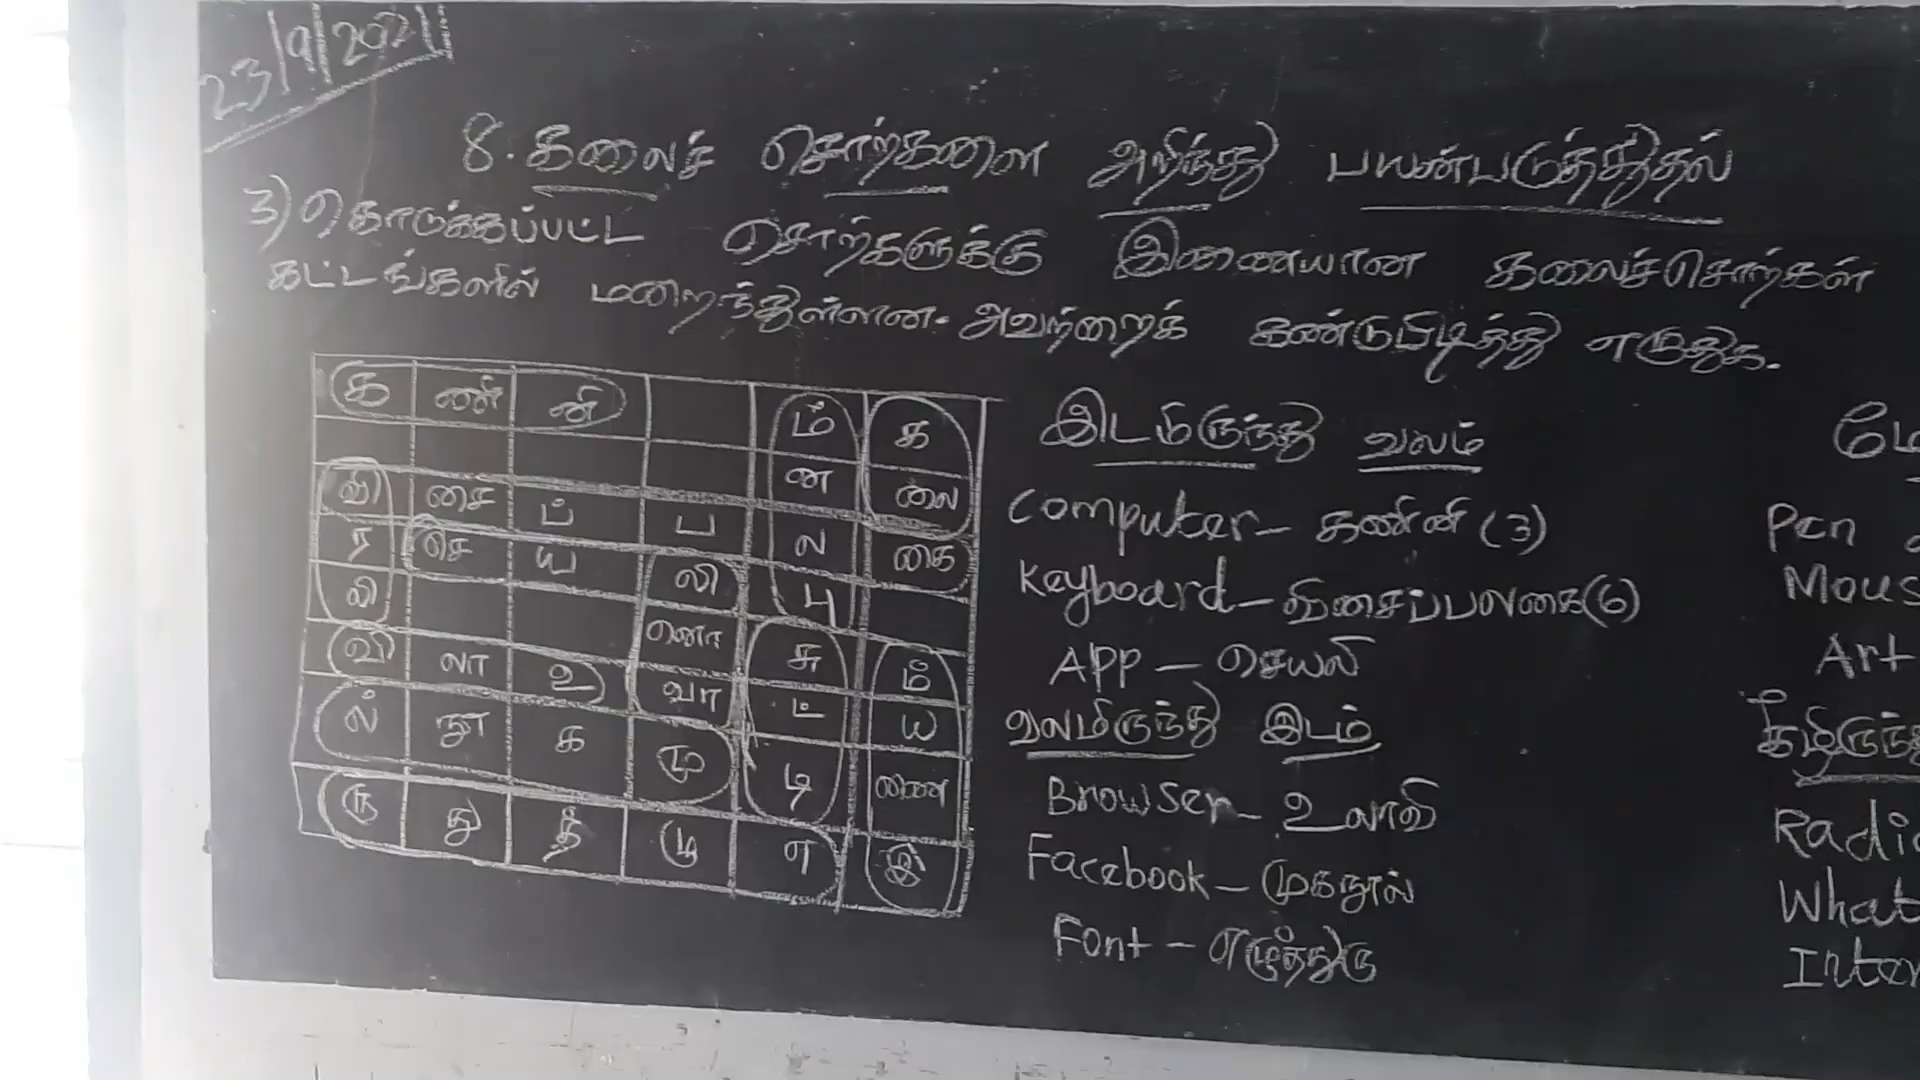 23/9/2021
8. கலைச் சொற்களை அறிந்து பயன்படுத்துதல்
3) கொடுக்கப்பட்ட சொற்களுக்கு இணையான கலைச்சொற்கள்
கட்டங்களில் மறைந்துள்ளன. அவற்றைக் கண்டுபிடித்து எழுதுக.
க ணி னி ம் க
ன லை
வி சை ப் ப ல கை
ர செ ய லி பு
லி னொ சு ம்
வி லா உ வா ட் ய
ல் நூ க மு டி ணை
ரு து த் மு எ இ
இடமிருந்து வலம்
Computer - கணினி (3)
Keyboard - விசைப்பலகை (6)
App - செயலி
வலமிருந்து இடம்
Browser - உலாவி
Facebook - முகநூல்
Font - எழுத்துரு
மே
Pen
Mous
Art
கீழிருந்து
Radio
What
Inter